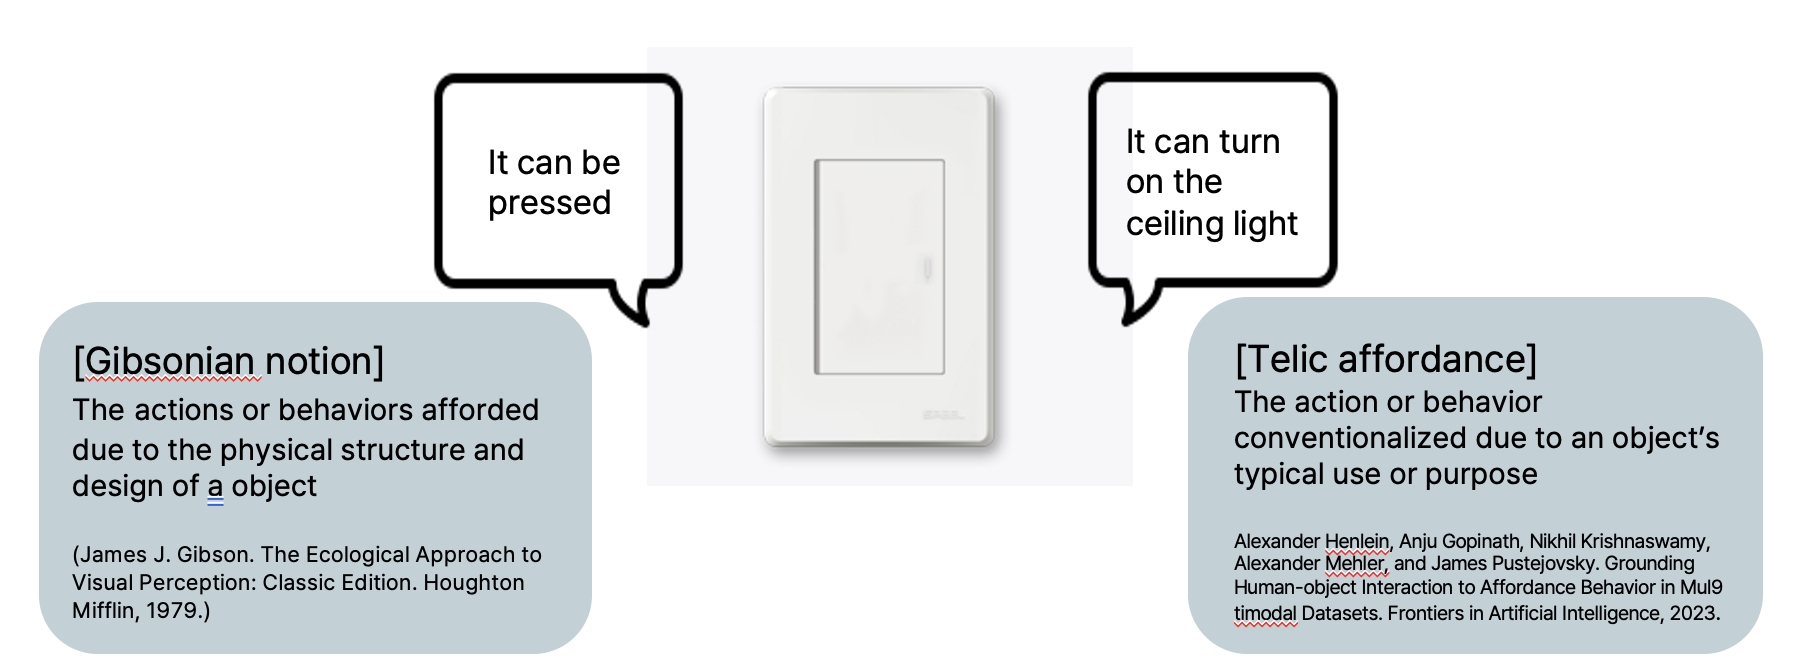 It can be
pressed
It can turn
on the
ceiling light
[Gibsonian notion]
The actions or behaviors afforded
due to the physical structure and
design of a object
(James J. Gibson. The Ecological Approach to
Visual Perception: Classic Edition. Houghton
Mifflin, 1979.)
[Telic affordance]
The action or behavior
conventionalized due to an object’s
typical use or purpose
Alexander Henlein, Anju Gopinath, Nikhil Krishnaswamy,
Alexander Mehler, and James Pustejovsky. Grounding
Human-object Interaction to Affordance Behavior in Mul9
timodal Datasets. Frontiers in Artificial Intelligence, 2023.